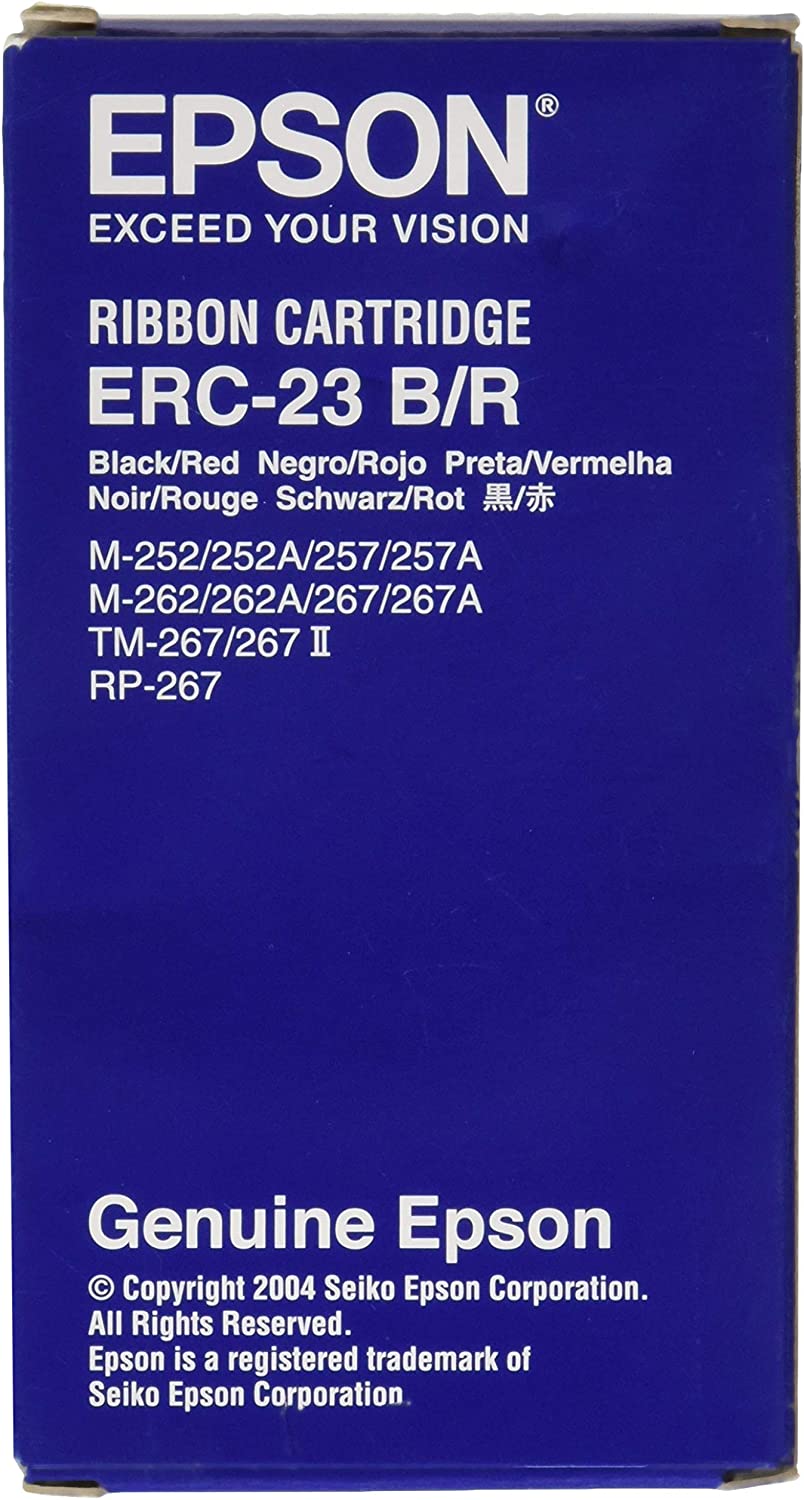 EPSON®
EXCEED YOUR VISION
RIBBON CARTRIDGE
ERC-23 B/R
Black/Red Negro/Rojo Preta/Vermelha
Noir/Rouge Schwarz/Rot 黒/赤
M-252/252A/257/257A
M-262/262A/267/267A
TM-267/267 II
RP-267
Genuine Epson
© Copyright 2004 Seiko Epson Corporation.
All Rights Reserved.
Epson is a registered trademark of
Seiko Epson Corporation